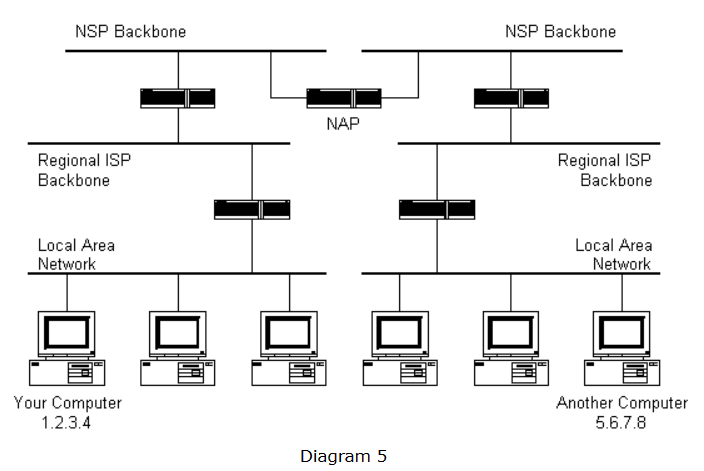 NSP Backbone
NSP Backbone
NAP
Regional ISP
Backbone
Regional ISP
Backbone
Local Area
Network
Local Area
Network
Your Computer
1.2.3.4
Another Computer
5.6.7.8
Diagram 5